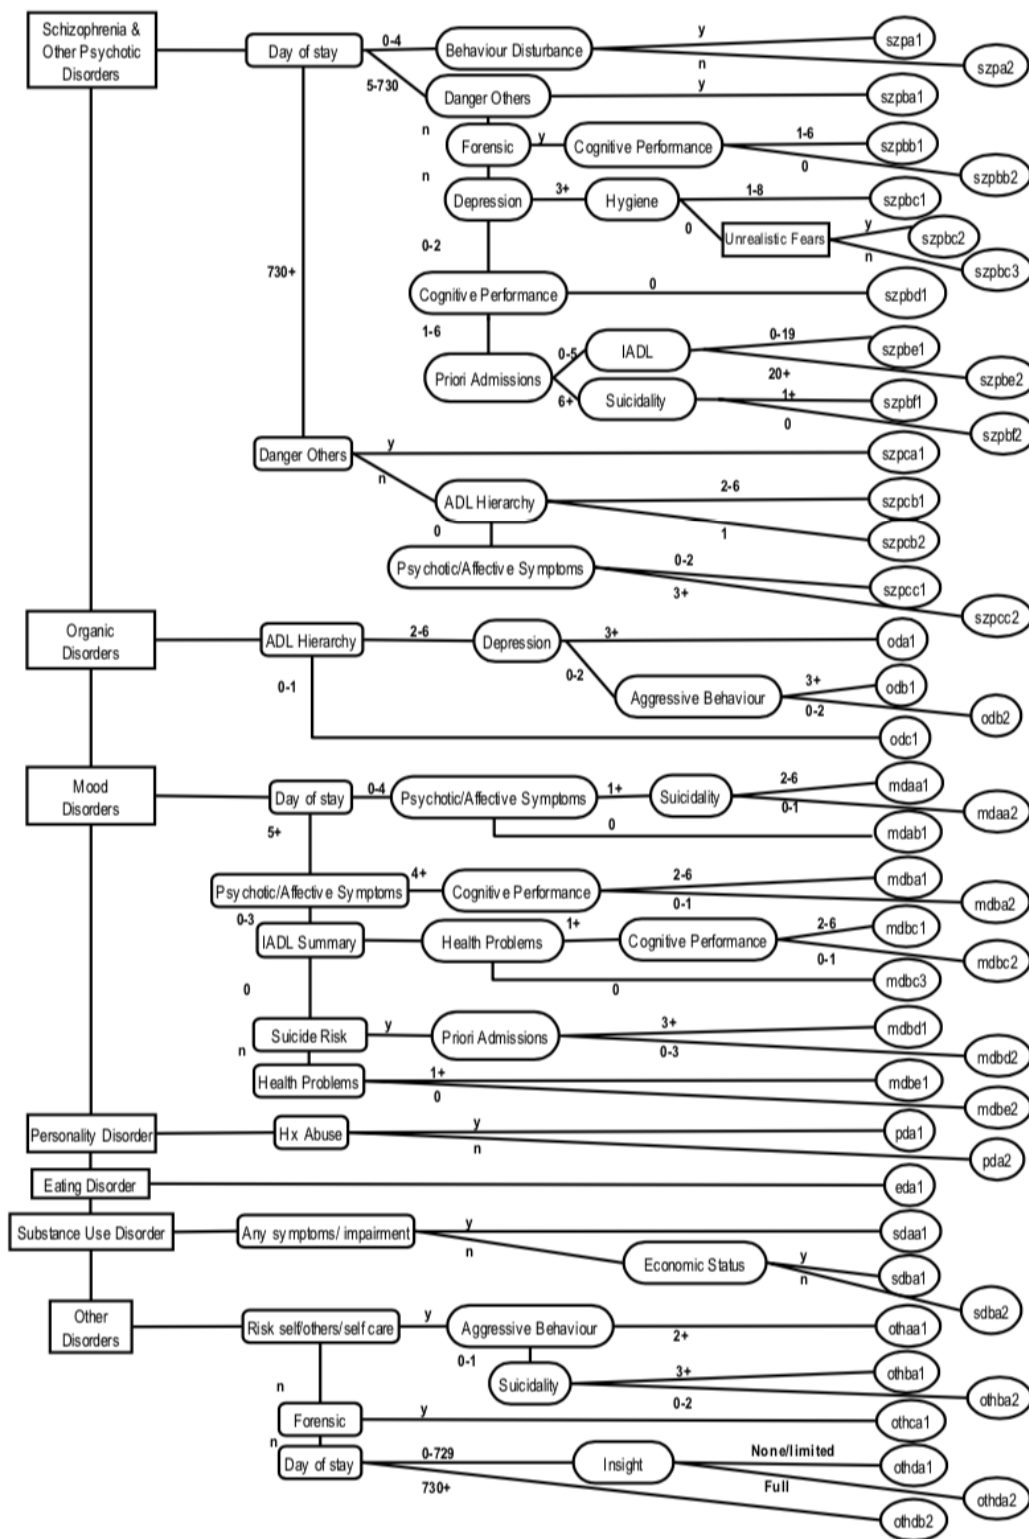 Schizophrenia &
Other Psychotic
Disorders
Day of stay
0-4
Behaviour Disturbance
y
szpa1
n
szpa2
5-730
Danger Others
y
szpba1
n
Forensic
y
Cognitive Performance
1-6
szpbb1
0
szpbb2
n
Depression
3+
Hygiene
1-8
szpbc1
0
Unrealistic Fears
y
szpbc2
n
szpbc3
0-2
730+
Cognitive Performance
0
szpbd1
1-6
Priori Admissions
0-5
IADL
0-19
szpbe1
20+
szpbe2
6+
Suicidality
1+
szpbf1
0
szpbf2
Danger Others
y
szpca1
n
ADL Hierarchy
2-6
szpcb1
1
szpcb2
0
Psychotic/Affective Symptoms
0-2
szpcc1
3+
szpcc2
Organic
Disorders
ADL Hierarchy
2-6
Depression
3+
oda1
0-2
Aggressive Behaviour
3+
odb1
0-2
odb2
0-1
odc1
Mood
Disorders
Day of stay
0-4
Psychotic/Affective Symptoms
1+
Suicidality
2-6
mdaa1
0-1
mdaa2
0
mdab1
5+
Psychotic/Affective Symptoms
4+
Cognitive Performance
2-6
mdba1
0-1
mdba2
0-3
IADL Summary
Health Problems
1+
Cognitive Performance
2-6
mdbc1
0-1
mdbc2
0
mdbc3
0
Suicide Risk
y
Priori Admissions
3+
mdbd1
0-3
mdbd2
n
Health Problems
1+
mdbe1
0
mdbe2
Personality Disorder
Hx Abuse
y
pda1
n
pda2
Eating Disorder
eda1
Substance Use Disorder
Any symptoms/ impairment
y
sdaa1
n
Economic Status
y
sdba1
n
sdba2
Other
Disorders
Risk self/others/self care
y
Aggressive Behaviour
2+
othaa1
0-1
Suicidality
3+
othba1
0-2
othba2
n
Forensic
y
othca1
n
Day of stay
0-729
Insight
None/limited
othda1
Full
othda2
730+
othdb2